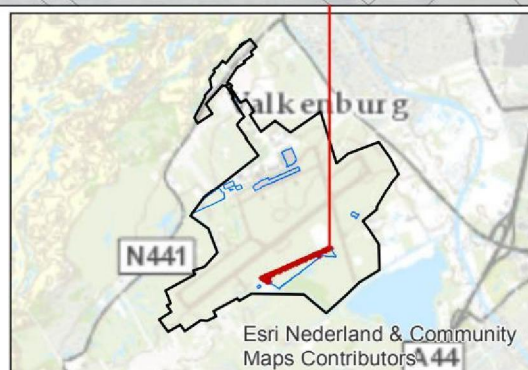 Valkenburg
N441
Esri Nederland & Community
Maps Contributors
A44